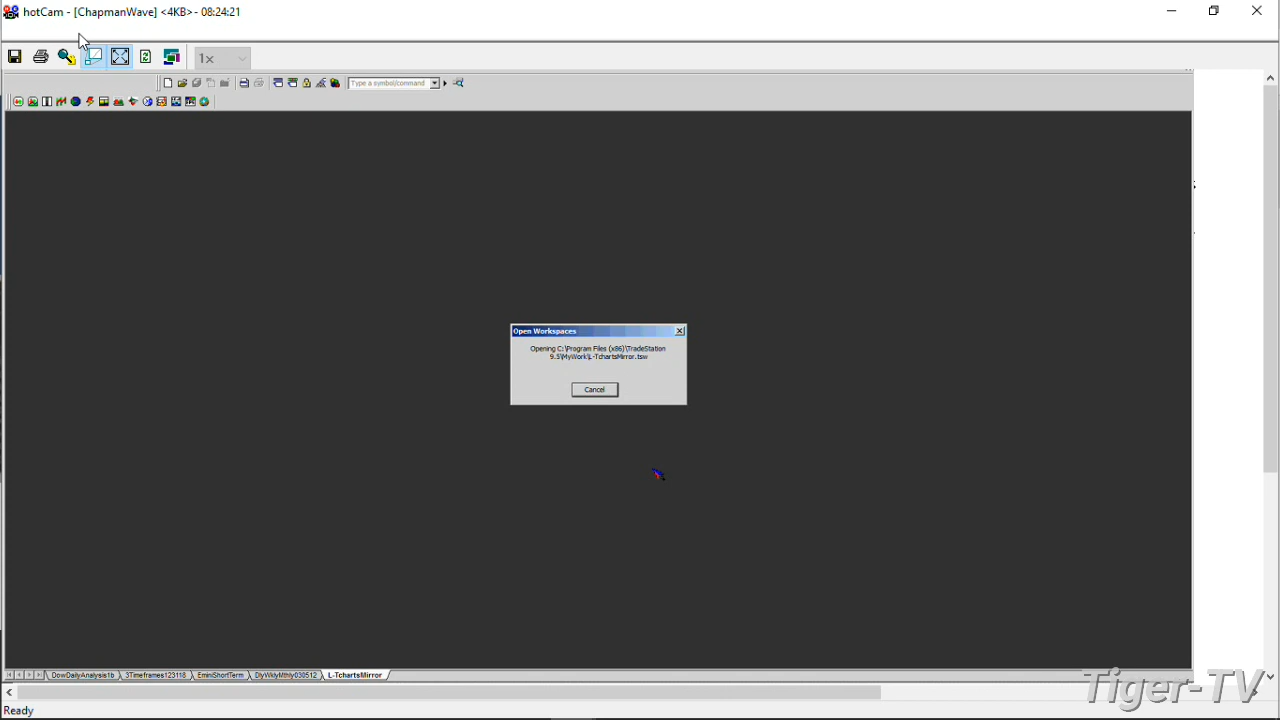 hotCam - [ChapmanWave] <4KB> - 08:24:21
1x
Type a symbol/command
Open Workspaces
Opening C:\Program Files (x86)\TradeStation
9.5\MyWork\L-TchartsMirror.tsw
Cancel
DowDailyAnalysis1b 3Timeframes123118 EminiShortTerm DlyWklyMthly030512 L-TchartsMirror
Tiger-TV
Ready